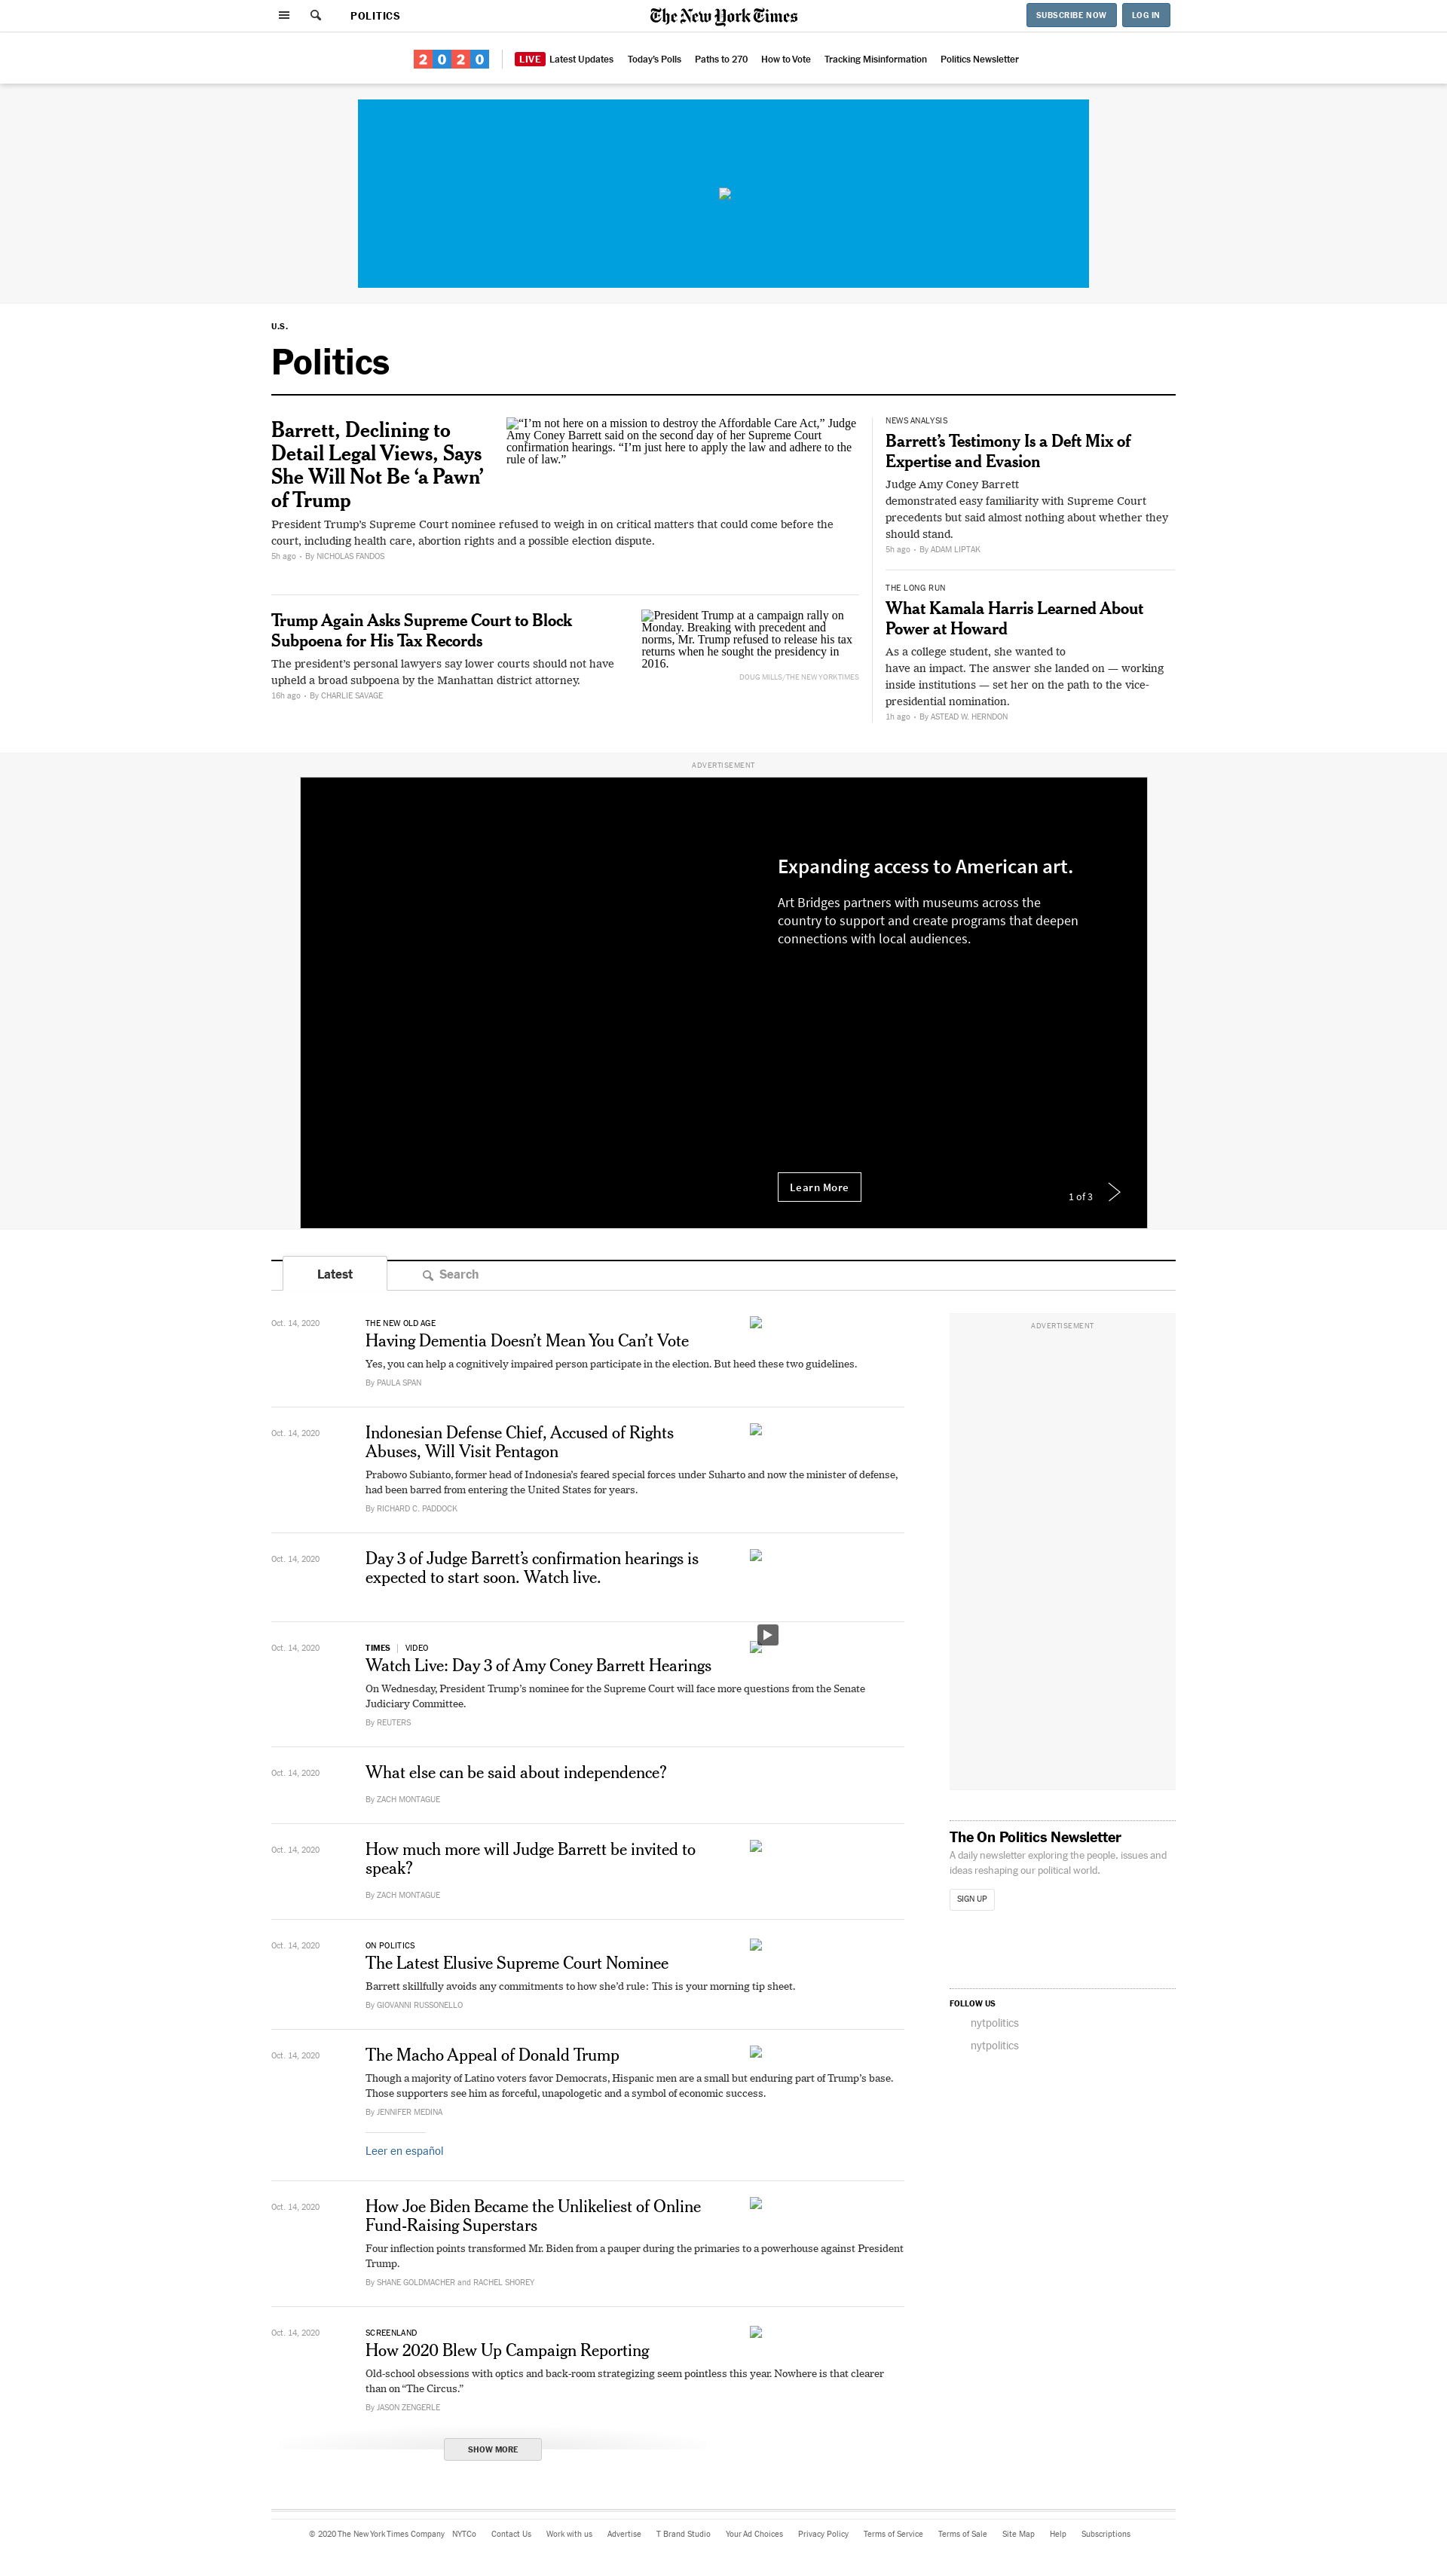 POLITICS
The New York Times
SUBSCRIBE NOW
LOG IN
2020
LIVE Latest Updates
Today's Polls
Paths to 270
How to Vote
Tracking Misinformation
Politics Newsletter
U.S.
Politics
Barrett, Declining to
Detail Legal Views, Says
She Will Not Be ‘a Pawn’
of Trump
“I’m not here on a mission to destroy the Affordable Care Act,” Judge
Amy Coney Barrett said on the second day of her Supreme Court
confirmation hearings. “I’m just here to apply the law and adhere to the
rule of law.”
President Trump’s Supreme Court nominee refused to weigh in on critical matters that could come before the
court, including health care, abortion rights and a possible election dispute.
5h ago • By NICHOLAS FANDOS
Trump Again Asks Supreme Court to Block
Subpoena for His Tax Records
The president’s personal lawyers say lower courts should not have
upheld a broad subpoena by the Manhattan district attorney.
16h ago • By CHARLIE SAVAGE
President Trump at a campaign rally on
Monday. Breaking with precedent and
norms, Mr. Trump refused to release his tax
returns when he sought the presidency in
2016.
DOUG MILLS/THE NEW YORK TIMES
NEWS ANALYSIS
Barrett’s Testimony Is a Deft Mix of
Expertise and Evasion
Judge Amy Coney Barrett
demonstrated easy familiarity with Supreme Court
precedents but said almost nothing about whether they
should stand.
5h ago • By ADAM LIPTAK
THE LONG RUN
What Kamala Harris Learned About
Power at Howard
As a college student, she wanted to
have an impact. The answer she landed on — working
inside institutions — set her on the path to the vice-
presidential nomination.
1h ago • By ASTEAD W. HERNDON
ADVERTISEMENT
Expanding access to American art.
Art Bridges partners with museums across the
country to support and create programs that deepen
connections with local audiences.
Learn More
1 of 3
Latest
Search
Oct. 14, 2020
THE NEW OLD AGE
Having Dementia Doesn’t Mean You Can’t Vote
Yes, you can help a cognitively impaired person participate in the election. But heed these two guidelines.
By PAULA SPAN
Oct. 14, 2020
Indonesian Defense Chief, Accused of Rights
Abuses, Will Visit Pentagon
Prabowo Subianto, former head of Indonesia’s feared special forces under Suharto and now the minister of defense,
had been barred from entering the United States for years.
By RICHARD C. PADDOCK
Oct. 14, 2020
Day 3 of Judge Barrett’s confirmation hearings is
expected to start soon. Watch live.
Oct. 14, 2020
TIMES | VIDEO
Watch Live: Day 3 of Amy Coney Barrett Hearings
On Wednesday, President Trump’s nominee for the Supreme Court will face more questions from the Senate
Judiciary Committee.
By REUTERS
Oct. 14, 2020
What else can be said about independence?
By ZACH MONTAGUE
Oct. 14, 2020
How much more will Judge Barrett be invited to
speak?
By ZACH MONTAGUE
Oct. 14, 2020
ON POLITICS
The Latest Elusive Supreme Court Nominee
Barrett skillfully avoids any commitments to how she’d rule: This is your morning tip sheet.
By GIOVANNI RUSSONELLO
Oct. 14, 2020
The Macho Appeal of Donald Trump
Though a majority of Latino voters favor Democrats, Hispanic men are a small but enduring part of Trump’s base.
Those supporters see him as forceful, unapologetic and a symbol of economic success.
By JENNIFER MEDINA
Leer en español
Oct. 14, 2020
How Joe Biden Became the Unlikeliest of Online
Fund-Raising Superstars
Four inflection points transformed Mr. Biden from a pauper during the primaries to a powerhouse against President
Trump.
By SHANE GOLDMACHER and RACHEL SHOREY
Oct. 14, 2020
SCREENLAND
How 2020 Blew Up Campaign Reporting
Old-school obsessions with optics and back-room strategizing seem pointless this year. Nowhere is that clearer
than on “The Circus.”
By JASON ZENGERLE
SHOW MORE
ADVERTISEMENT
The On Politics Newsletter
A daily newsletter exploring the people, issues and
ideas reshaping our political world.
SIGN UP
FOLLOW US
nytpolitics
nytpolitics
© 2020 The New York Times Company
NYTCo
Contact Us
Work with us
Advertise
T Brand Studio
Your Ad Choices
Privacy Policy
Terms of Service
Terms of Sale
Site Map
Help
Subscriptions